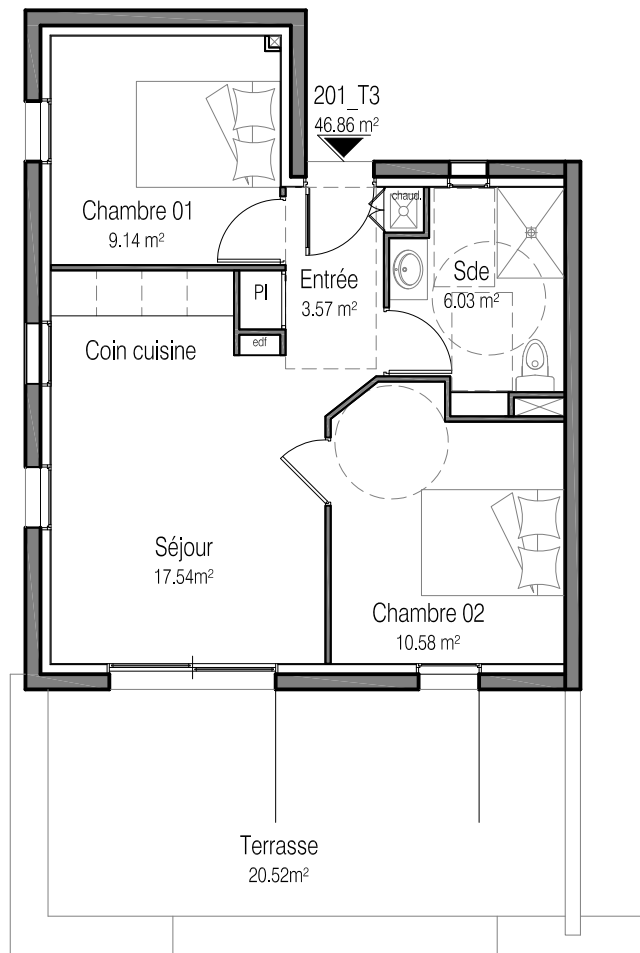 201_T3
46.86 m²
Chambre 01
9.14 m²
chaud.
Entrée
3.57 m²
Sde
6.03 m²
Pl
edf
Coin cuisine
Séjour
17.54m²
Chambre 02
10.58 m²
Terrasse
20.52m²